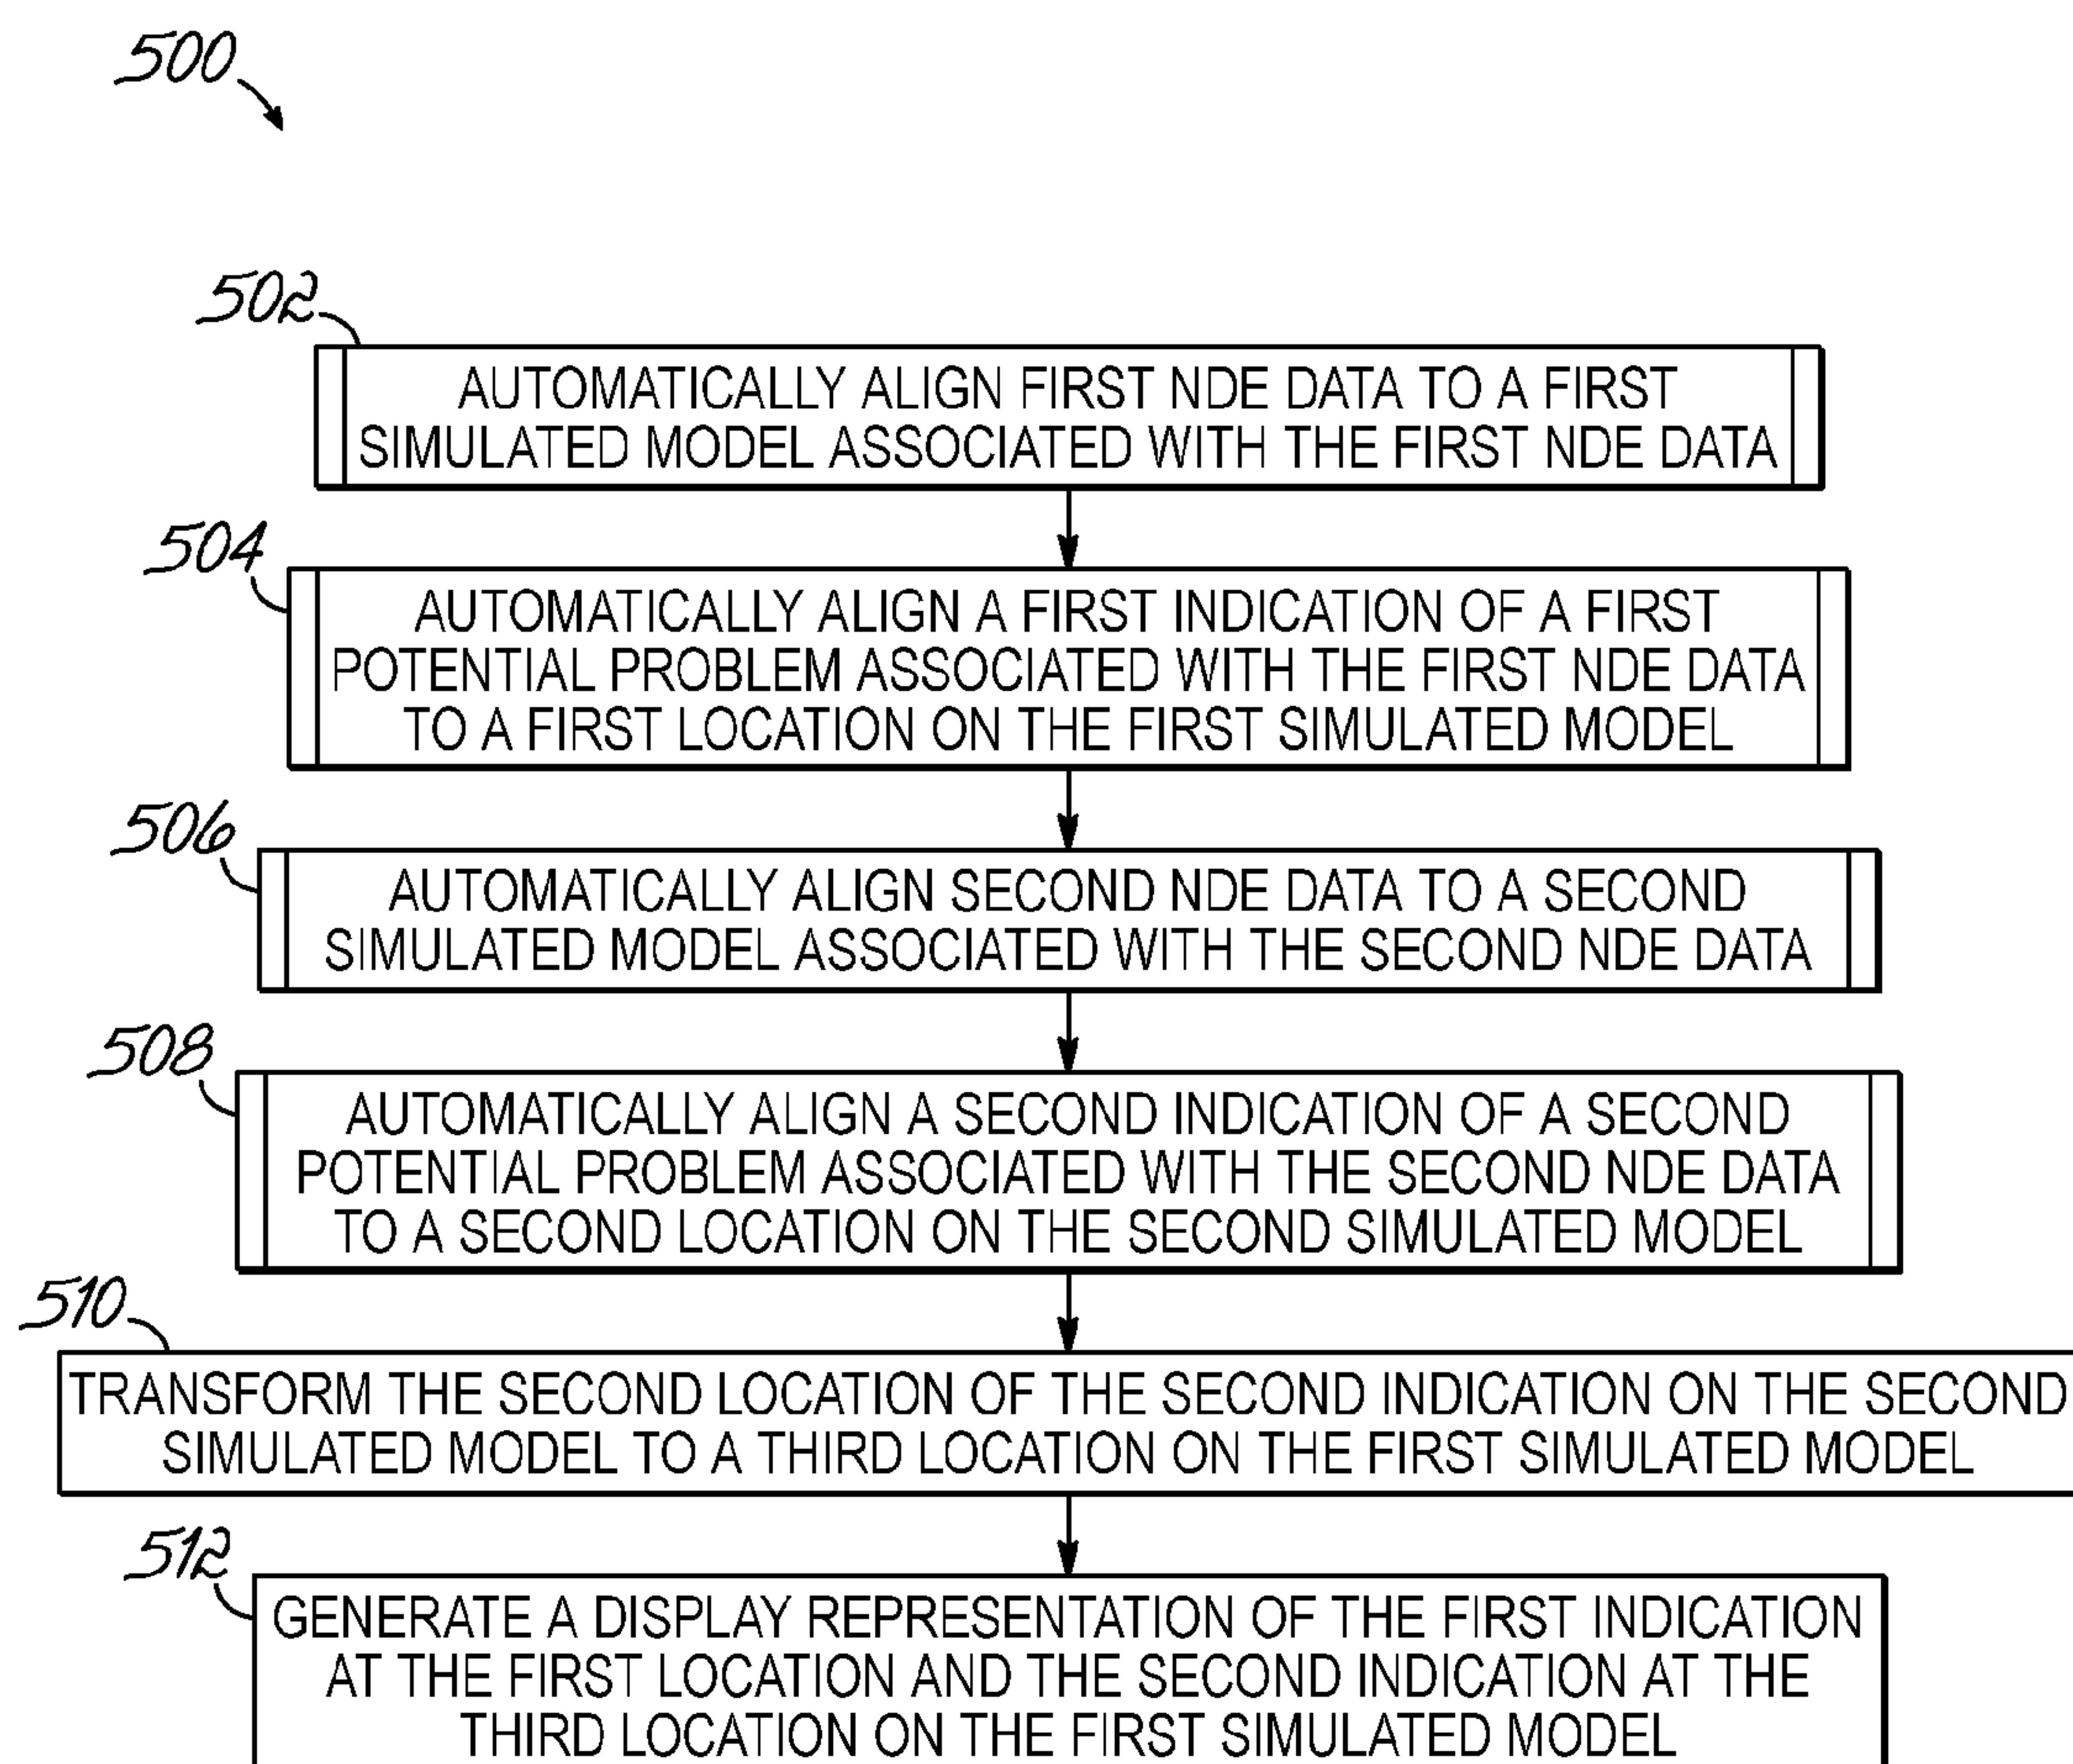 500
502
AUTOMATICALLY ALIGN FIRST NDE DATA TO A FIRST
SIMULATED MODEL ASSOCIATED WITH THE FIRST NDE DATA
504
AUTOMATICALLY ALIGN A FIRST INDICATION OF A FIRST
POTENTIAL PROBLEM ASSOCIATED WITH THE FIRST NDE DATA
TO A FIRST LOCATION ON THE FIRST SIMULATED MODEL
506
AUTOMATICALLY ALIGN SECOND NDE DATA TO A SECOND
SIMULATED MODEL ASSOCIATED WITH THE SECOND NDE DATA
508
AUTOMATICALLY ALIGN A SECOND INDICATION OF A SECOND
POTENTIAL PROBLEM ASSOCIATED WITH THE SECOND NDE DATA
TO A SECOND LOCATION ON THE SECOND SIMULATED MODEL
510
TRANSFORM THE SECOND LOCATION OF THE SECOND INDICATION ON THE SECOND
SIMULATED MODEL TO A THIRD LOCATION ON THE FIRST SIMULATED MODEL
512
GENERATE A DISPLAY REPRESENTATION OF THE FIRST INDICATION
AT THE FIRST LOCATION AND THE SECOND INDICATION AT THE
THIRD LOCATION ON THE FIRST SIMULATED MODEL